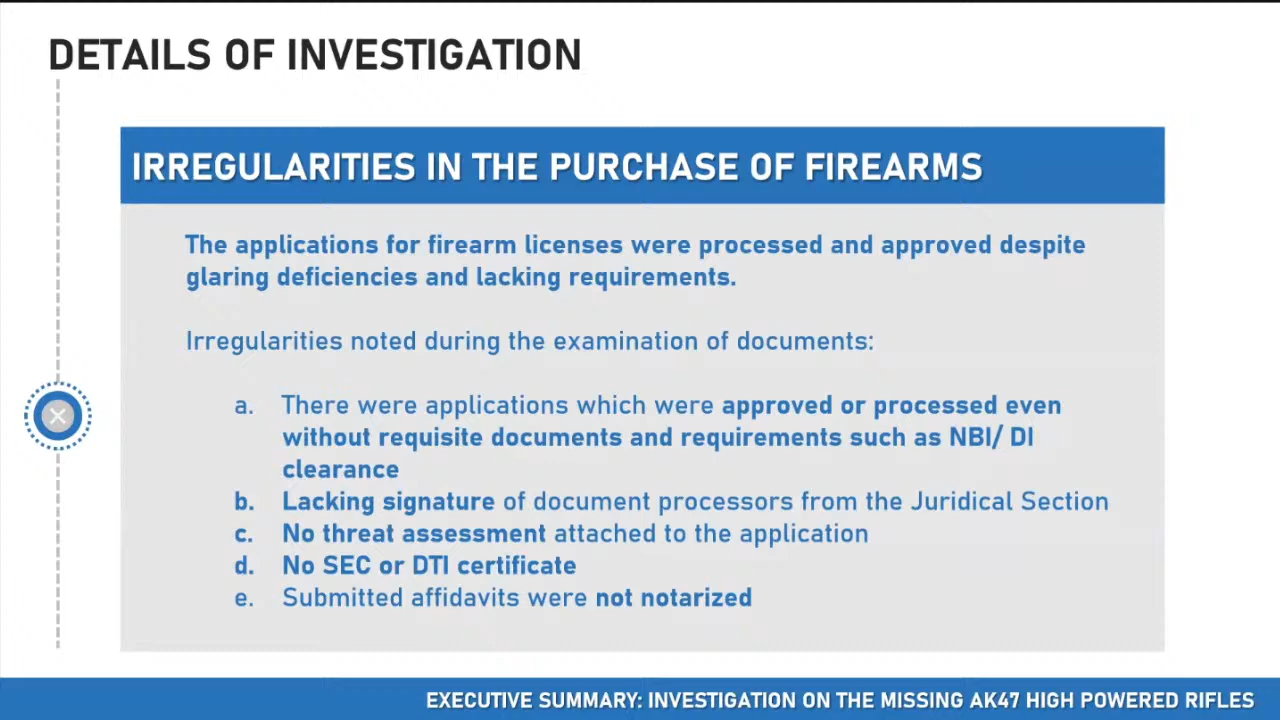 DETAILS OF INVESTIGATION
IRREGULARITIES IN THE PURCHASE OF FIREARMS
The applications for firearm licenses were processed and approved despite
glaring deficiencies and lacking requirements.
Irregularities noted during the examination of documents:
a. There were applications which were approved or processed even
without requisite documents and requirements such as NBI/ DI
clearance
b. Lacking signature of document processors from the Juridical Section
c. No threat assessment attached to the application
d. No SEC or DTI certificate
e. Submitted affidavits were not notarized
EXECUTIVE SUMMARY: INVESTIGATION ON THE MISSING AK47 HIGH POWERED RIFLES